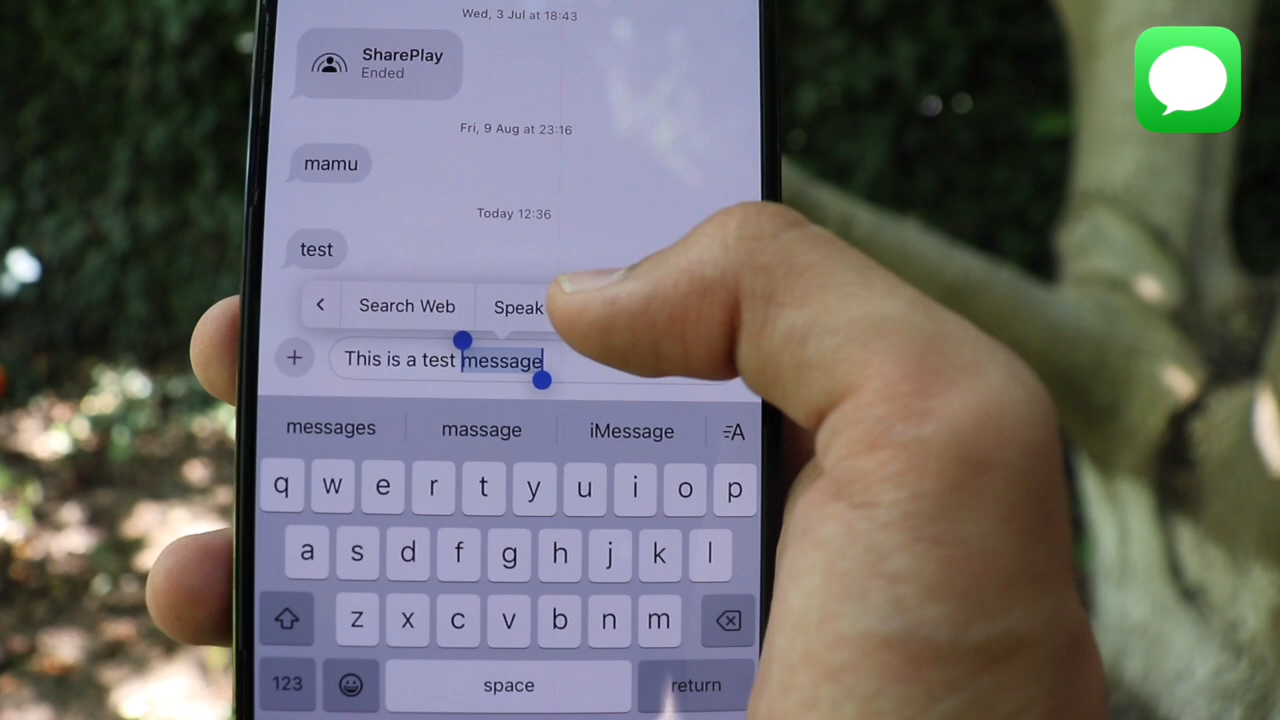 Wed, 3 Jul at 18:43
SharePlay
Ended
Fri, 9 Aug at 23:16
mamu
Today 12:36
test
Search Web Speak
This is a test message
messages massage iMessage
q w e r t y u i o p
a s d f g h j k l
z x c v b n m
123 space return